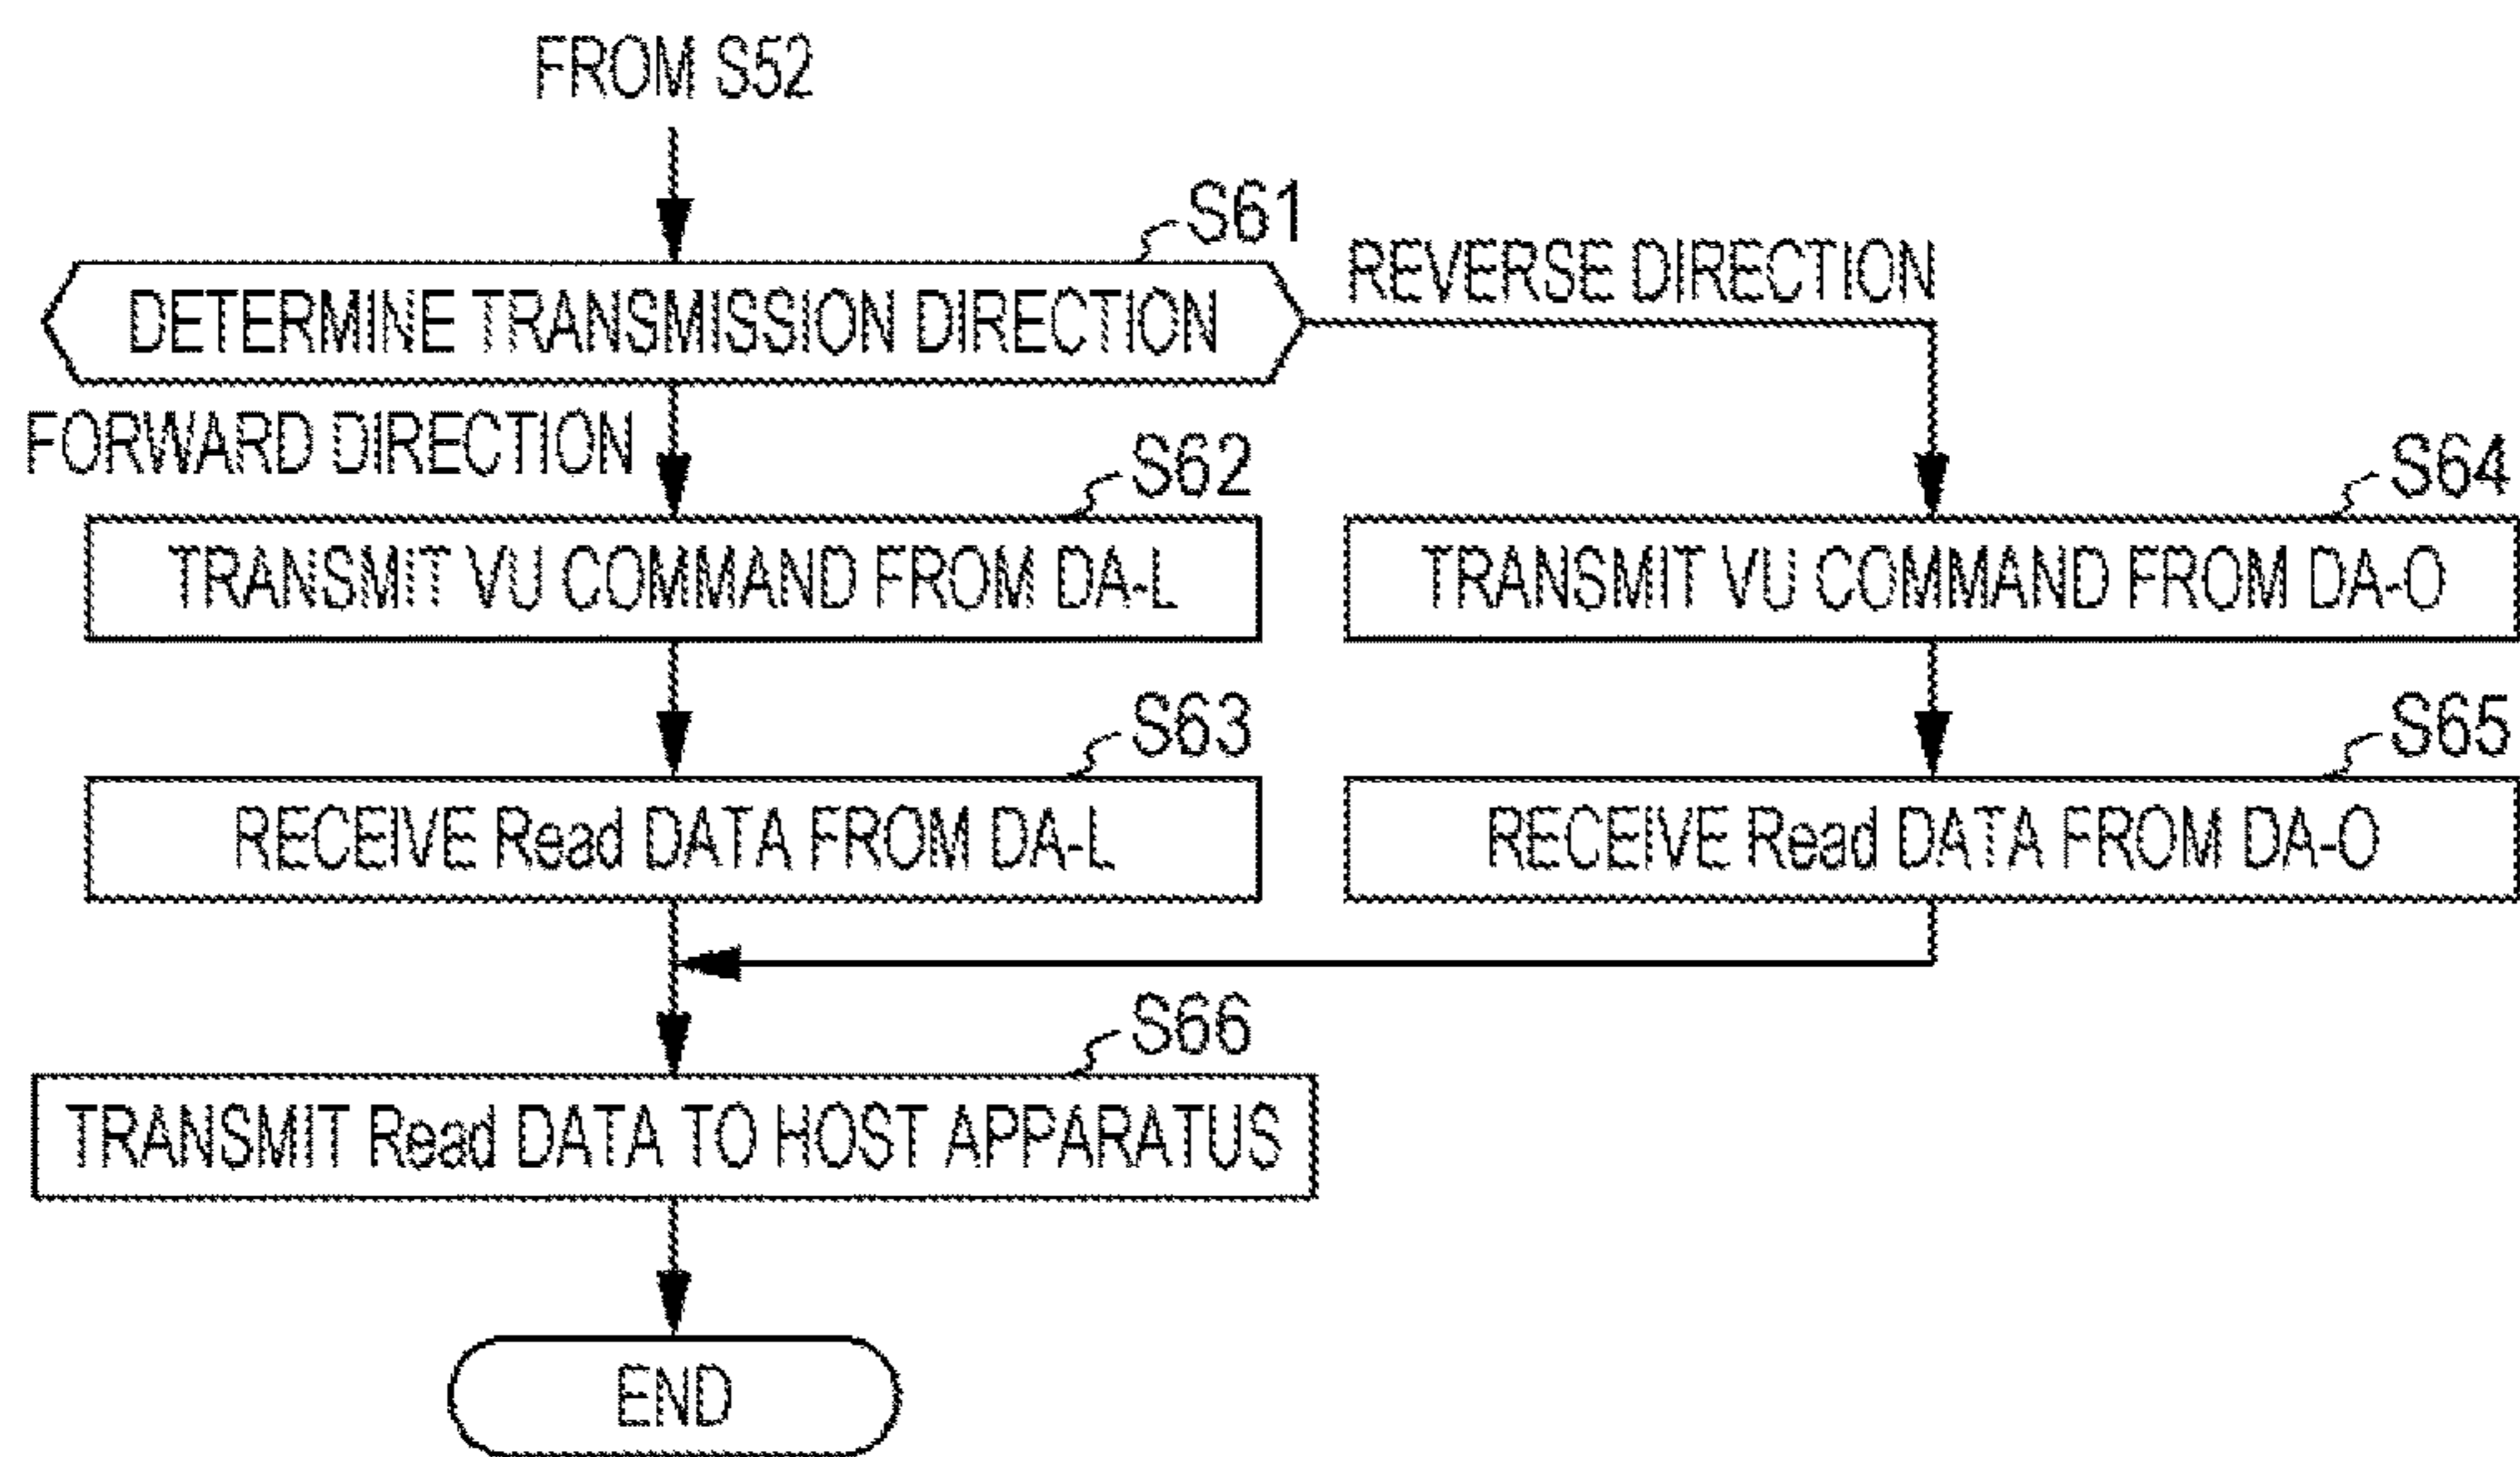 FROM S52
S61
DETERMINE TRANSMISSION DIRECTION
REVERSE DIRECTION
FORWARD DIRECTION
S62
TRANSMIT VU COMMAND FROM DA-L
S64
TRANSMIT VU COMMAND FROM DA-O
S63
RECEIVE Read DATA FROM DA-L
S65
RECEIVE Read DATA FROM DA-O
S66
TRANSMIT Read DATA TO HOST APPARATUS
END